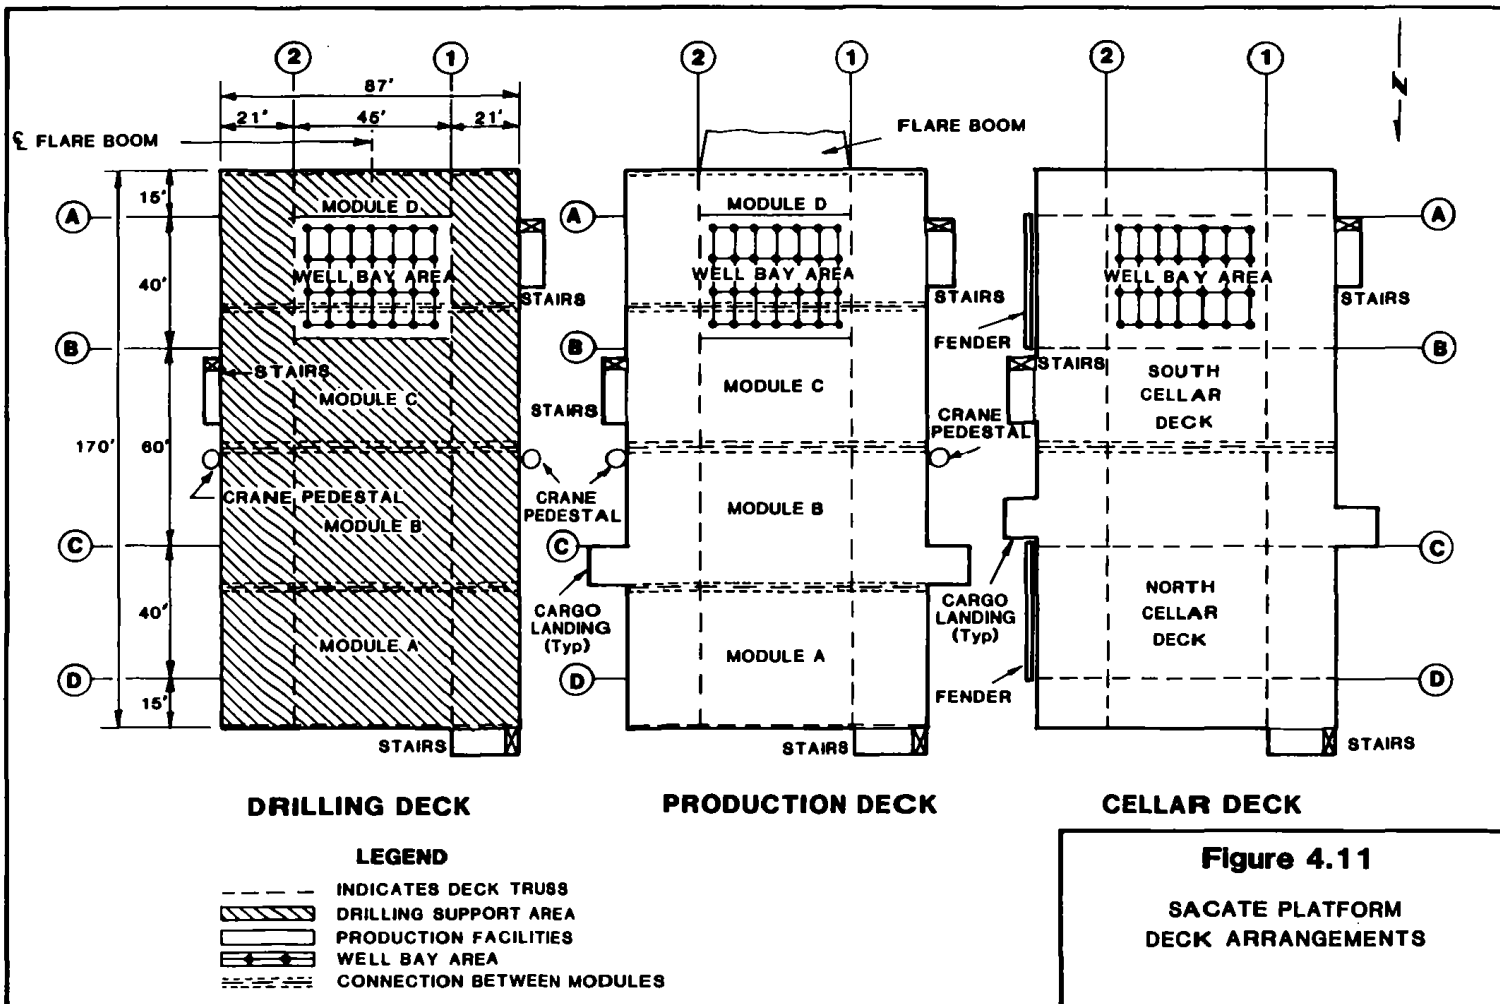 2
1
2
1
2
1
N
87'
21'
45'
21'
℄ FLARE BOOM
FLARE BOOM
15'
MODULE D
MODULE D
A
A
A
40'
WELL BAY AREA
WELL BAY AREA
WELL BAY AREA
STAIRS
STAIRS
STAIRS
FENDER
B
B
B
STAIRS
STAIRS
MODULE C
MODULE C
SOUTH
CELLAR
DECK
STAIRS
170'
60'
CRANE
PEDESTAL
CRANE PEDESTAL
CRANE
PEDESTAL
MODULE B
MODULE B
C
C
C
40'
CARGO
LANDING
(Typ)
CARGO
LANDING
(Typ)
NORTH
CELLAR
DECK
MODULE A
MODULE A
D
D
D
15'
FENDER
STAIRS
STAIRS
STAIRS
DRILLING DECK
PRODUCTION DECK
CELLAR DECK
LEGEND
INDICATES DECK TRUSS
DRILLING SUPPORT AREA
PRODUCTION FACILITIES
WELL BAY AREA
CONNECTION BETWEEN MODULES
Figure 4.11
SACATE PLATFORM
DECK ARRANGEMENTS